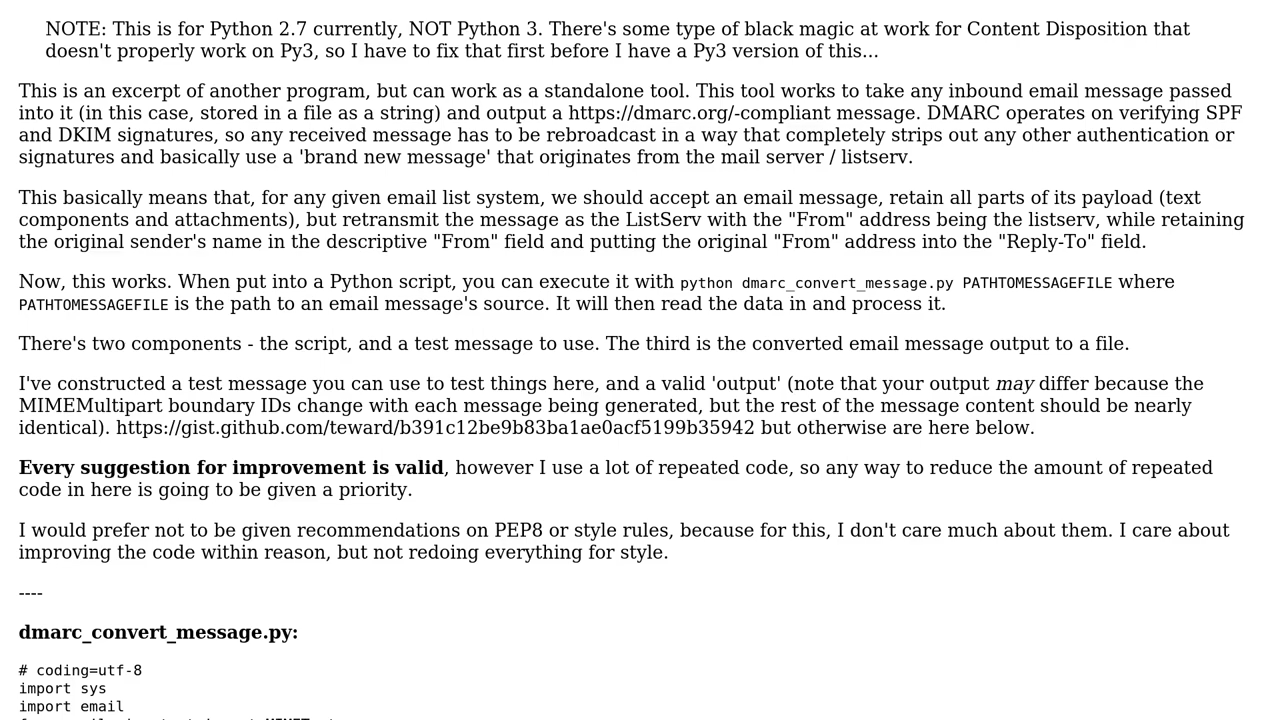 NOTE: This is for Python 2.7 currently, NOT Python 3. There's some type of black magic at work for Content Disposition that
doesn't properly work on Py3, so I have to fix that first before I have a Py3 version of this...
This is an excerpt of another program, but can work as a standalone tool. This tool works to take any inbound email message passed
into it (in this case, stored in a file as a string) and output a https://dmarc.org/-compliant message. DMARC operates on verifying SPF
and DKIM signatures, so any received message has to be rebroadcast in a way that completely strips out any other authentication or
signatures and basically use a 'brand new message' that originates from the mail server / listserv.
This basically means that, for any given email list system, we should accept an email message, retain all parts of its payload (text
components and attachments), but retransmit the message as the ListServ with the "From" address being the listserv, while retaining
the original sender's name in the descriptive "From" field and putting the original "From" address into the "Reply-To" field.
Now, this works. When put into a Python script, you can execute it with python dmarc_convert_message.py PATHTOMESSAGEFILE where
PATHTOMESSAGEFILE is the path to an email message's source. It will then read the data in and process it.
There's two components - the script, and a test message to use. The third is the converted email message output to a file.
I've constructed a test message you can use to test things here, and a valid 'output' (note that your output may differ because the
MIMEMultipart boundary IDs change with each message being generated, but the rest of the message content should be nearly
identical). https://gist.github.com/teward/b391c12be9b83ba1ae0acf5199b35942 but otherwise are here below.
Every suggestion for improvement is valid, however I use a lot of repeated code, so any way to reduce the amount of repeated
code in here is going to be given a priority.
I would prefer not to be given recommendations on PEP8 or style rules, because for this, I don't care much about them. I care about
improving the code within reason, but not redoing everything for style.
----
dmarc_convert_message.py:
# coding=utf-8
import sys
import email